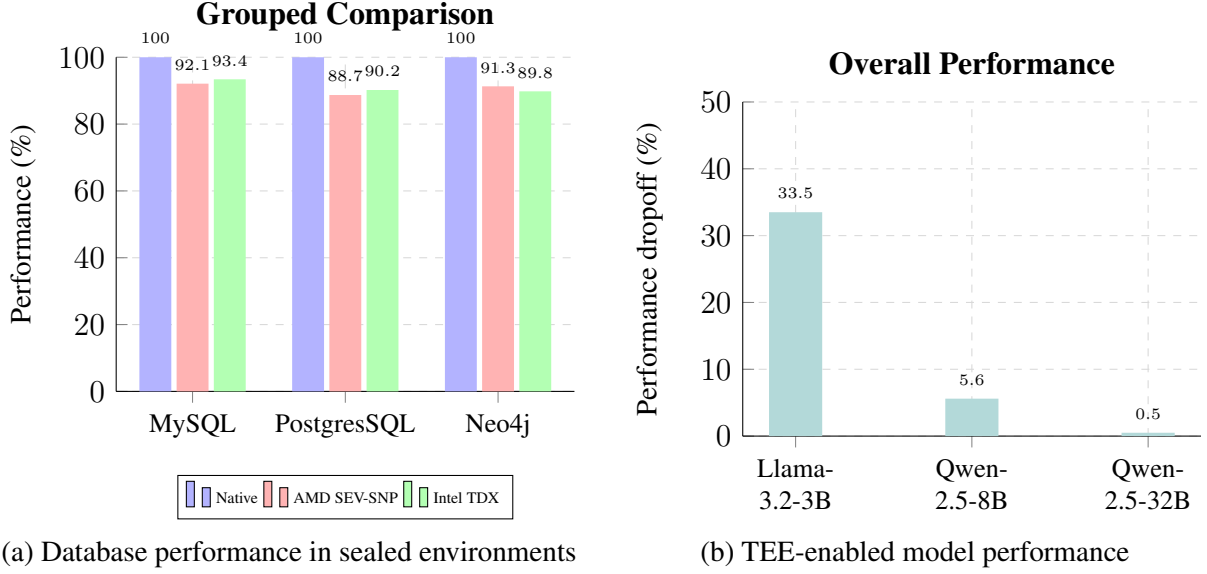 Grouped Comparison
100
100
100
92.1
93.4
88.7
90.2
91.3
89.8
Performance (%)
100
80
60
40
20
0
MySQL
PostgresSQL
Neo4j
Native
AMD SEV-SNP
Intel TDX
(a) Database performance in sealed environments
Overall Performance
Performance dropoff (%)
50
40
30
20
10
0
33.5
5.6
0.5
Llama-
3.2-3B
Qwen-
2.5-8B
Qwen-
2.5-32B
(b) TEE-enabled model performance